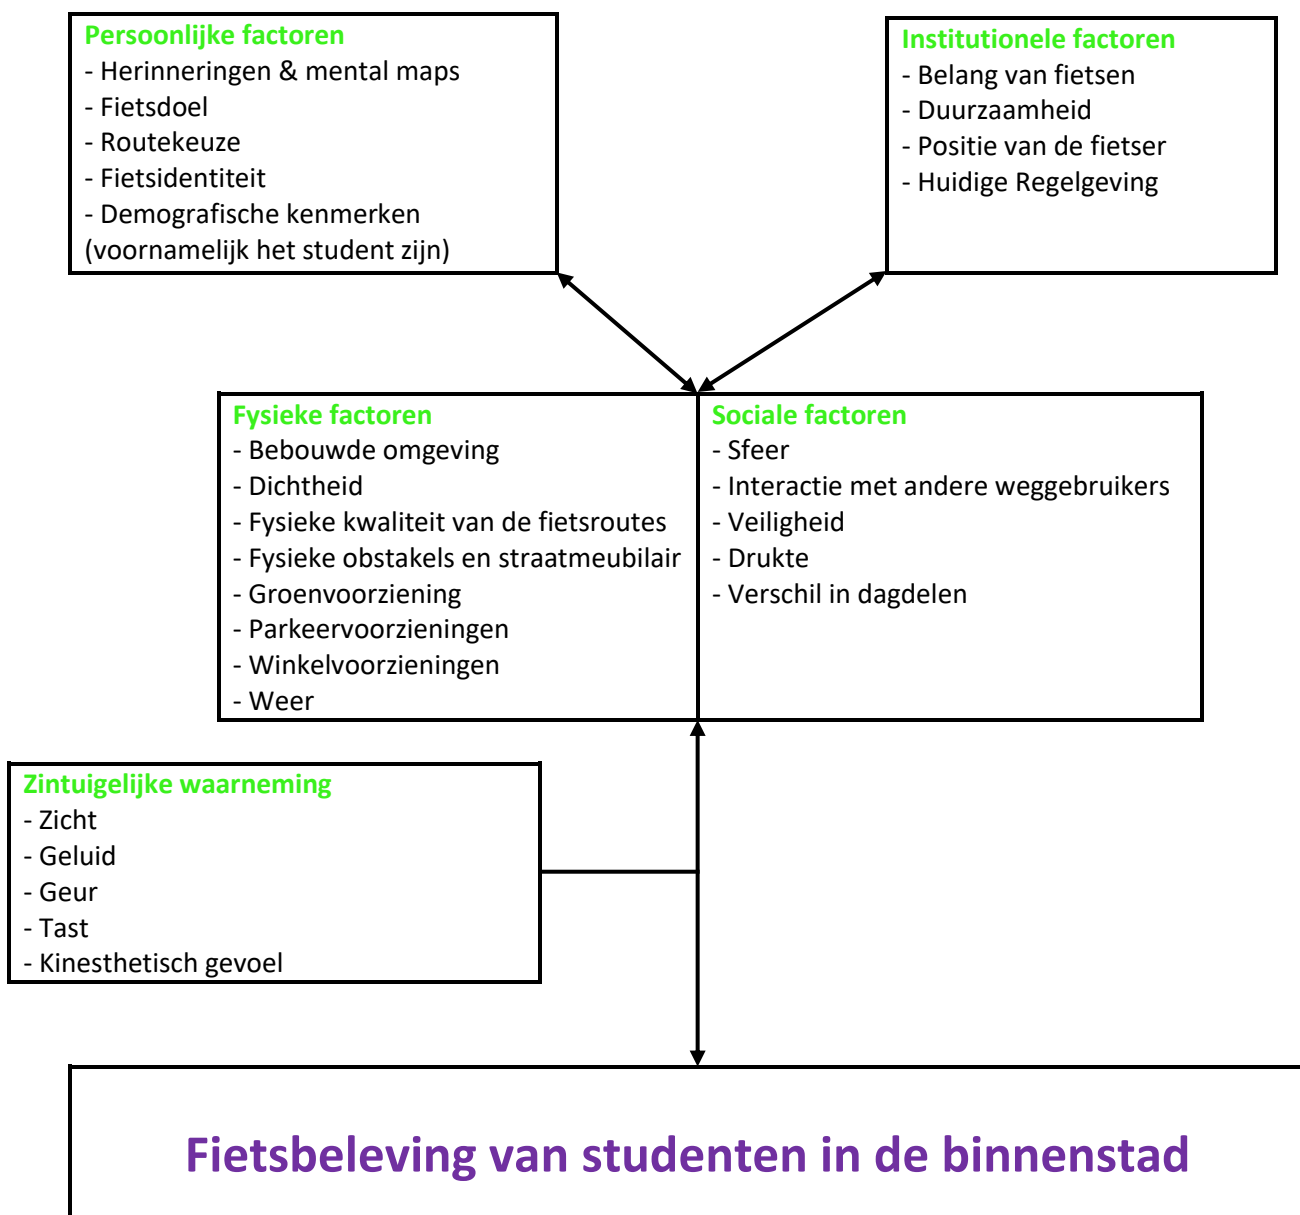 Persoonlijke factoren
- Herinneringen & mental maps
- Fietsdoel
- Routekeuze
- Fietsidentiteit
- Demografische kenmerken
(voornamelijk het student zijn)
Institutionele factoren
- Belang van fietsen
- Duurzaamheid
- Positie van de fietser
- Huidige Regelgeving
Fysieke factoren
- Bebouwde omgeving
- Dichtheid
- Fysieke kwaliteit van de fietsroutes
- Fysieke obstakels en straatmeubilair
- Groenvoorziening
- Parkeervoorzieningen
- Winkelvoorzieningen
- Weer
Sociale factoren
- Sfeer
- Interactie met andere weggebruikers
- Veiligheid
- Drukte
- Verschil in dagdelen
Zintuigelijke waarneming
- Zicht
- Geluid
- Geur
- Tast
- Kinesthetisch gevoel
Fietsbeleving van studenten in de binnenstad